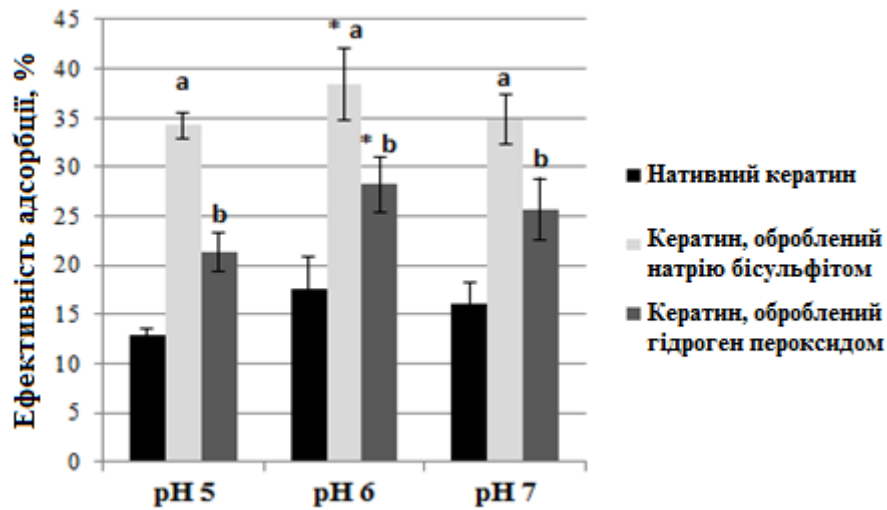 Ефективність адсорбції, %
45
40
35
30
25
20
15
10
5
0
a
b
* a
* b
a
b
pH 5
pH 6
pH 7
Нативний кератин
Кератин, оброблений
натрію бісульфітом
Кератин, оброблений
гідроген пероксидом